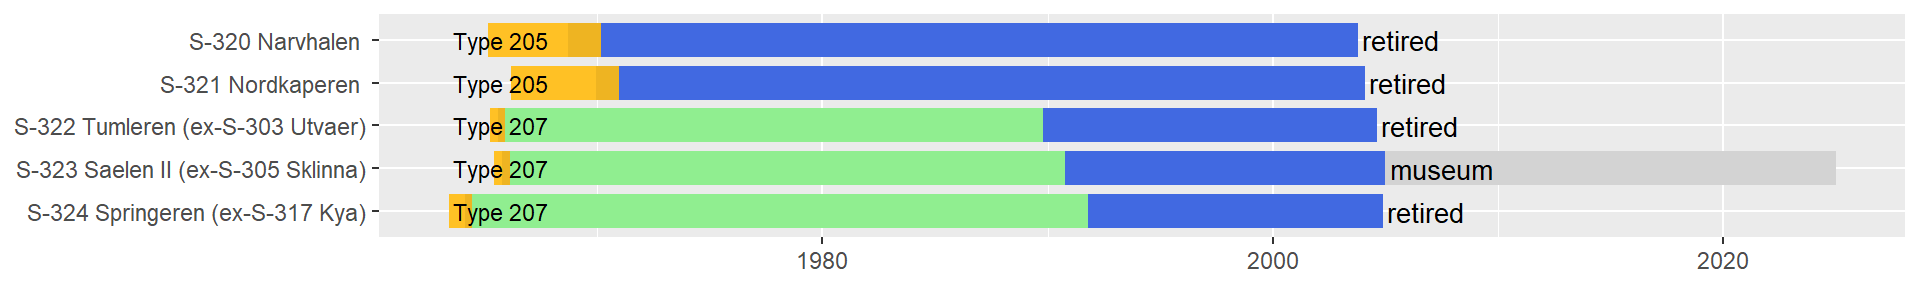 S-320 Narvhalen Type 205 retired
S-321 Nordkaperen Type 205 retired
S-322 Tumleren (ex-S-303 Utvaer) Type 207 retired
S-323 Saelen II (ex-S-305 Sklinna) Type 207 museum
S-324 Springeren (ex-S-317 Kya) Type 207 retired
1980 2000 2020